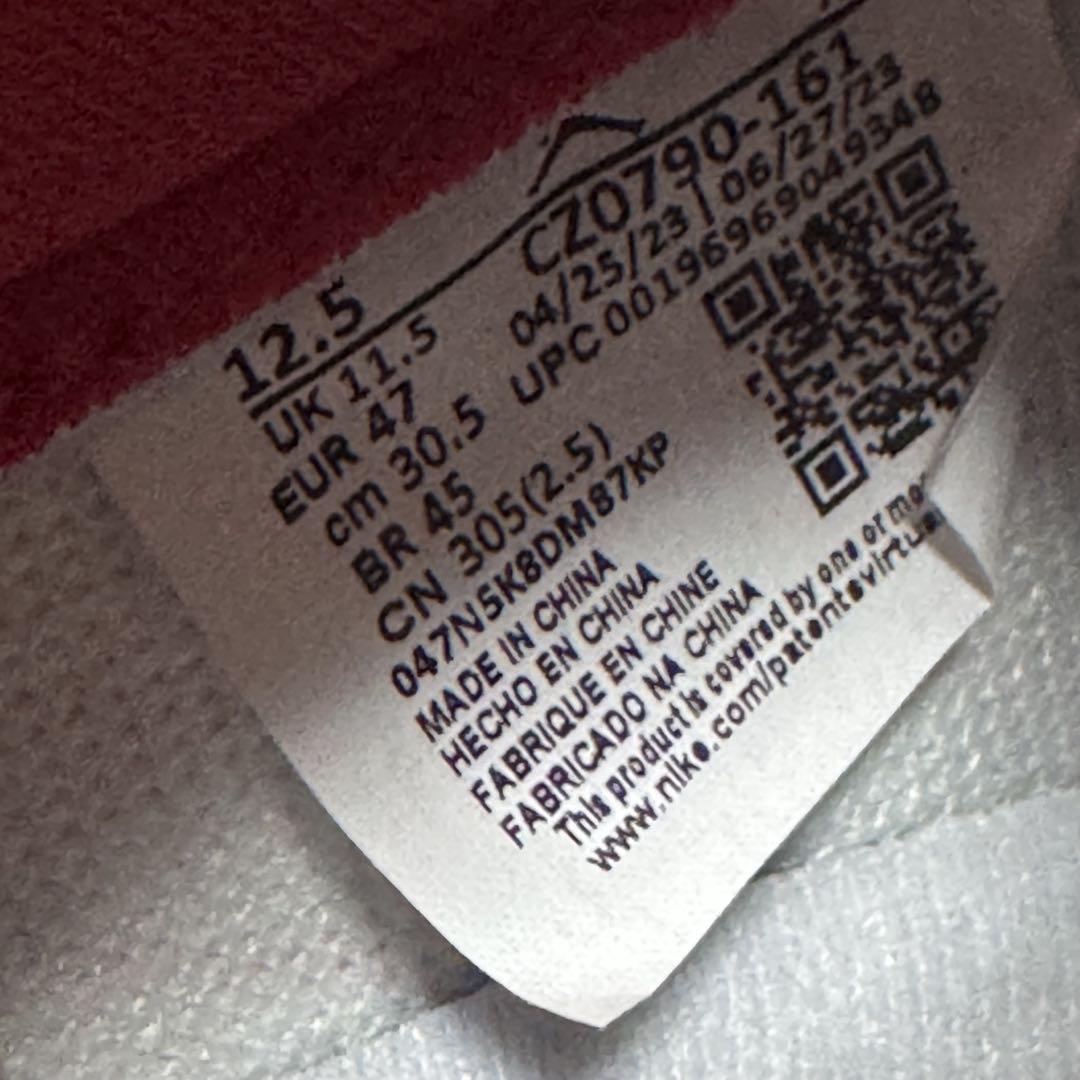 12.5
UK 11.5
EUR 47
cm 30.5
BR 45
CN 305(2.5)
CZ0790-161
04/25/23 | 06/27/23
UPC 00196969049348
047N5K8DM87KP
MADE IN CHINA
HECHO EN CHINA
FABRIQUE EN CHINE
FABRICADO NA CHINA
This product is covered by one or
www.nike.com/patentsvirtual